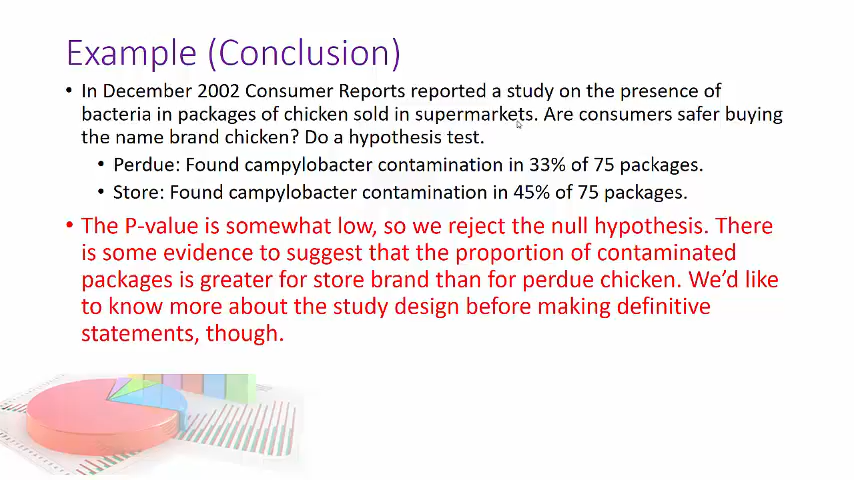 Example (Conclusion)
• In December 2002 Consumer Reports reported a study on the presence of
bacteria in packages of chicken sold in supermarkets. Are consumers safer buying
the name brand chicken? Do a hypothesis test.
• Perdue: Found campylobacter contamination in 33% of 75 packages.
• Store: Found campylobacter contamination in 45% of 75 packages.
• The P-value is somewhat low, so we reject the null hypothesis. There
is some evidence to suggest that the proportion of contaminated
packages is greater for store brand than for perdue chicken. We’d like
to know more about the study design before making definitive
statements, though.